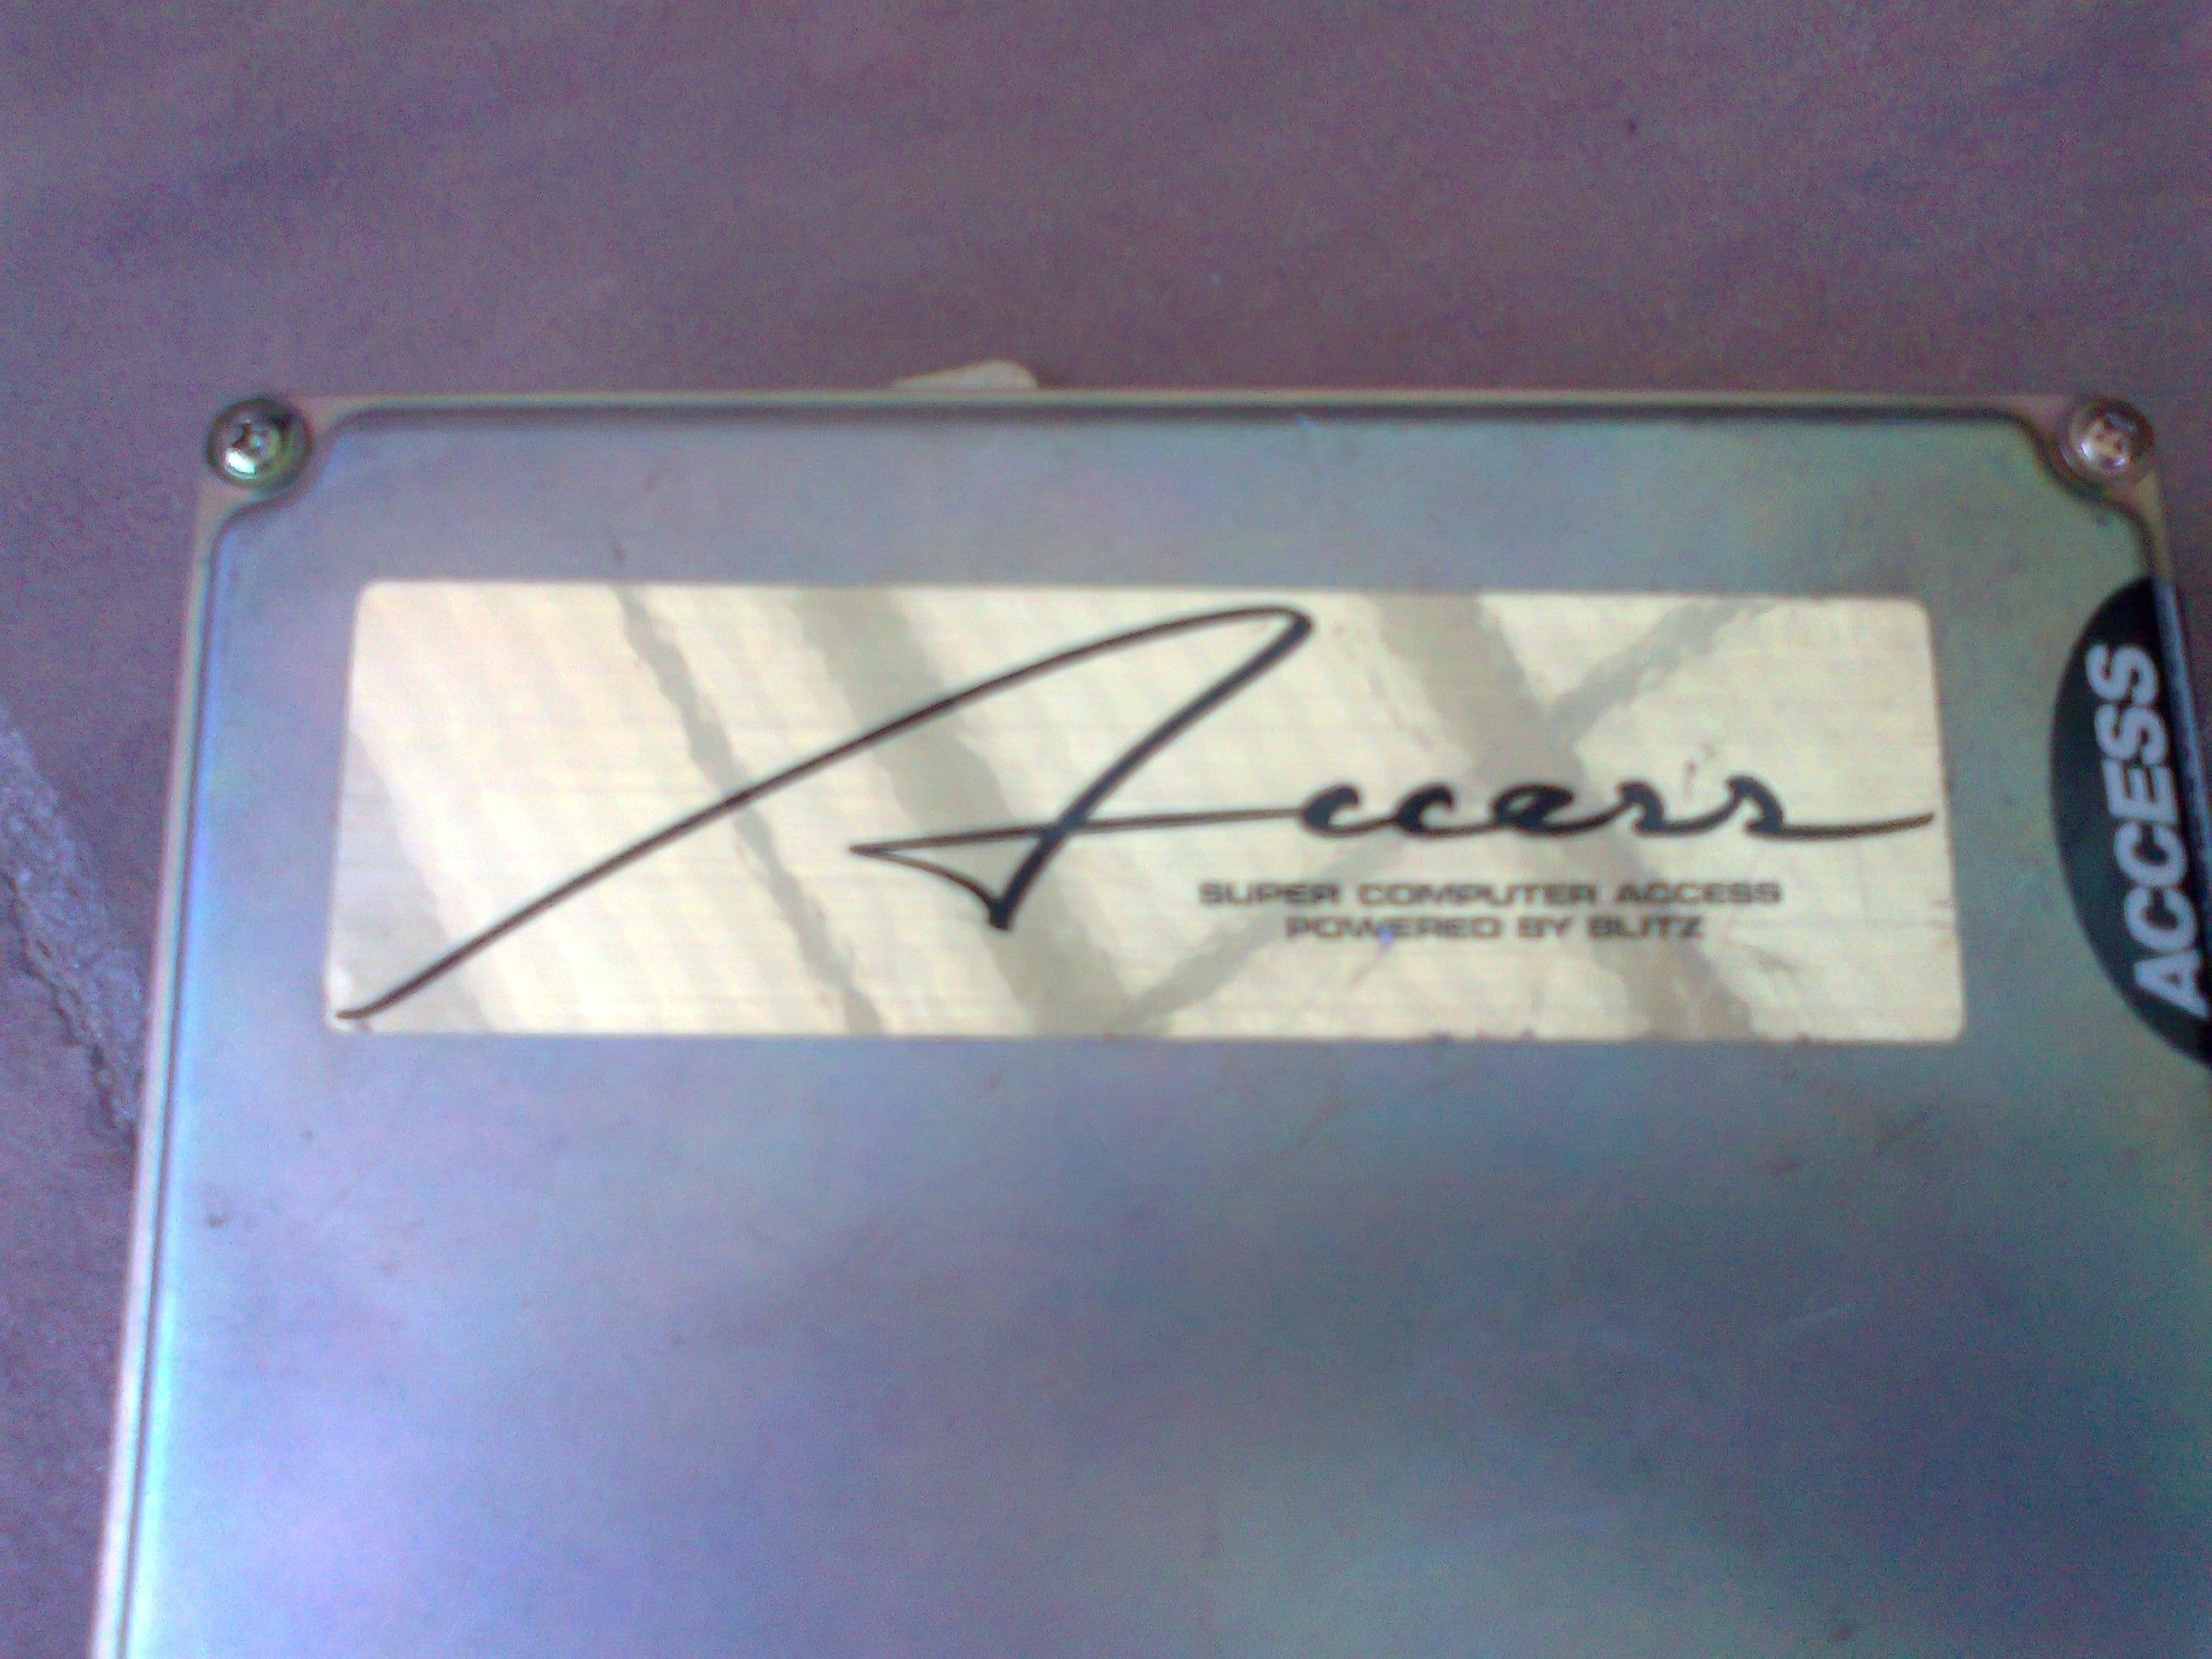 Access
SUPER COMPUTER ACCESS
POWERED BY BLITZ
ACCESS